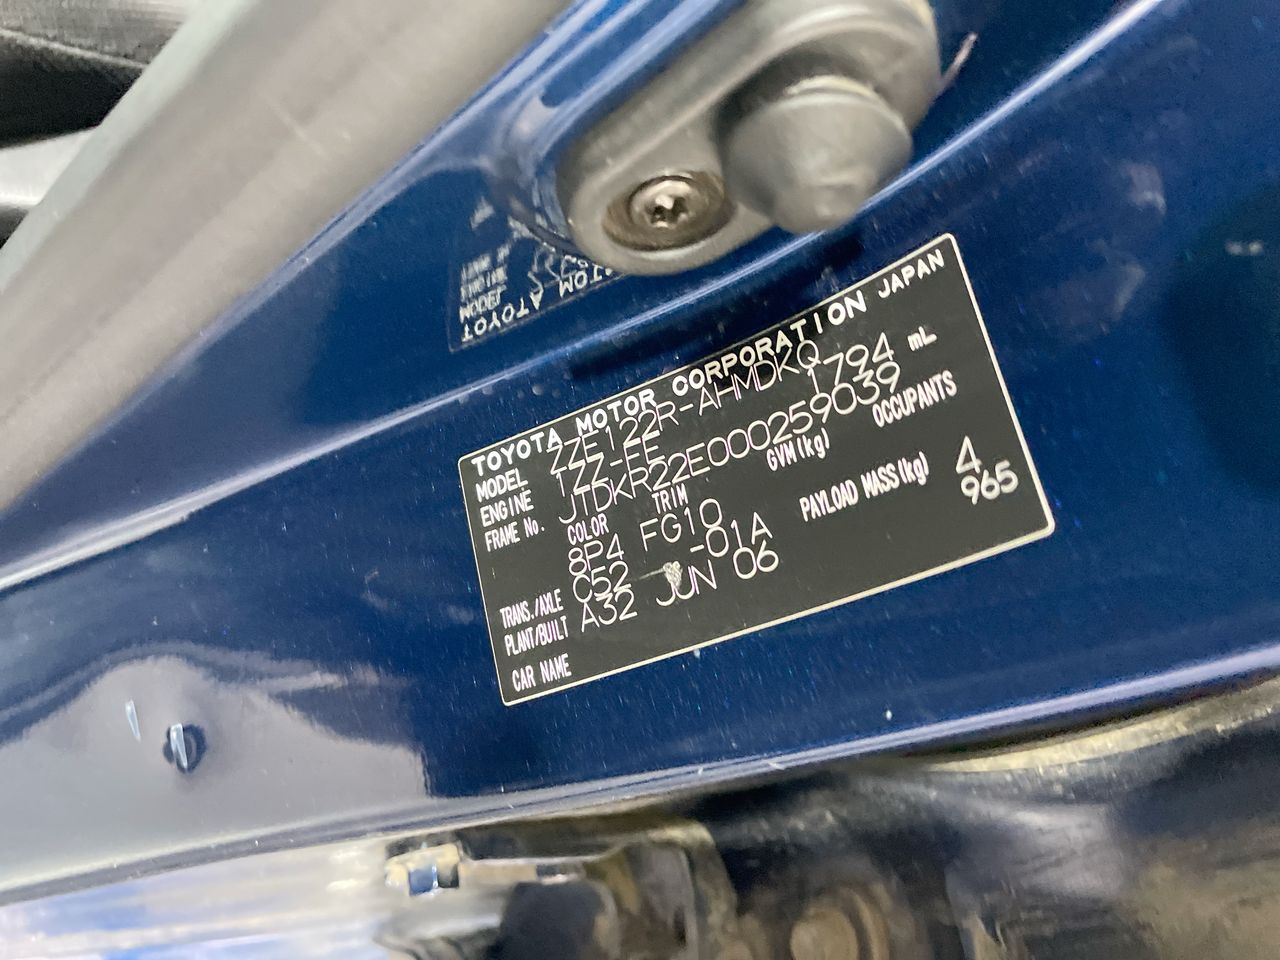 TOYOTA MOTOR CORPORATION JAPAN
MODEL ZZE122R-AHMDKQ
ENGINE 1ZZ-FE 1794 mL
FRAME No. JTDKR22E000259039
COLOR TRIM GVM(kg) OCCUPANTS
8P4 FG10 4
TRANS./AXLE C52 -01A PAYLOAD MASS(kg) 965
PLANT/BUILT A32 JUN 06
CAR NAME